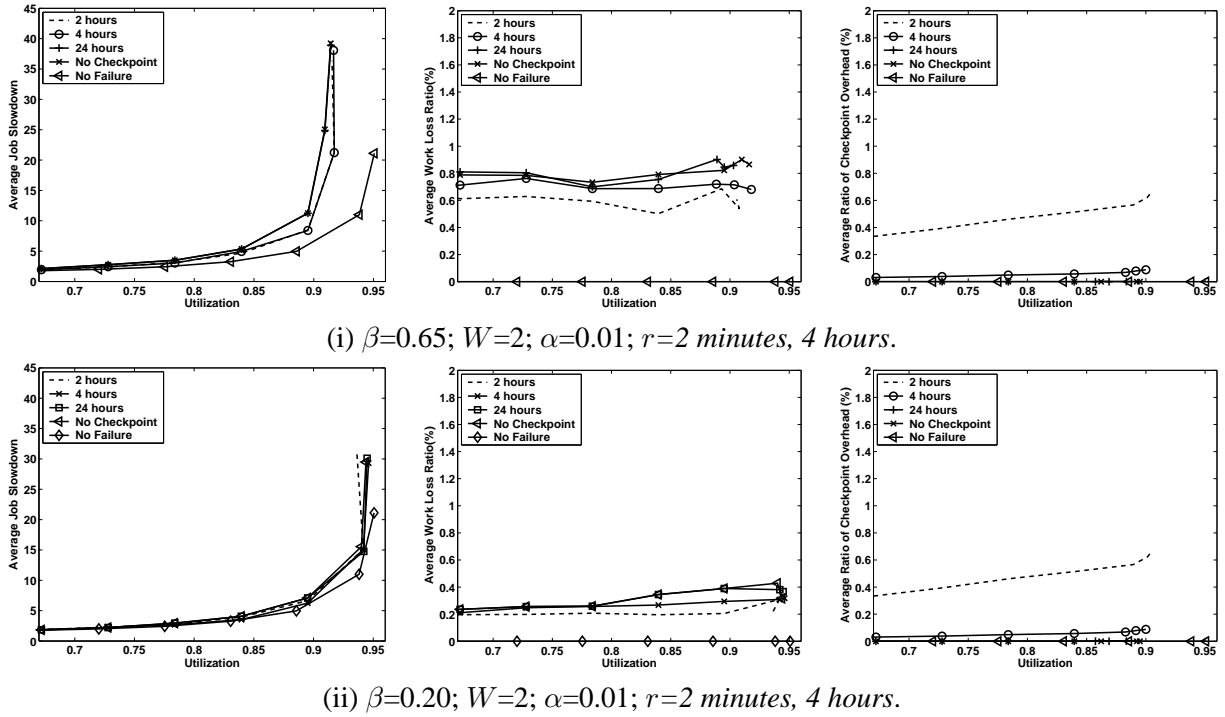 45
40
35
30
25
20
15
10
5
0
Average Job Slowdown
2 hours
4 hours
24 hours
No Checkpoint
No Failure
0.7
0.75
0.8
0.85
0.9
0.95
Utilization
2
1.8
1.6
1.4
1.2
1
0.8
0.6
0.4
0.2
0
Average Work Loss Ratio(%)
2 hours
4 hours
24 hours
No Checkpoint
No Failure
0.7
0.75
0.8
0.85
0.9
0.95
Utilization
2
1.8
1.6
1.4
1.2
1
0.8
0.6
0.4
0.2
0
Average Ratio of Checkpoint Overhead (%)
2 hours
4 hours
24 hours
No Checkpoint
No Failure
0.7
0.75
0.8
0.85
0.9
0.95
Utilization
(i) β=0.65; W=2; α=0.01; r=2 minutes, 4 hours.
45
40
35
30
25
20
15
10
5
0
Average Job Slowdown
2 hours
4 hours
24 hours
No Checkpoint
No Failure
0.7
0.75
0.8
0.85
0.9
0.95
Utilization
2
1.8
1.6
1.4
1.2
1
0.8
0.6
0.4
0.2
0
Average Work Loss Ratio(%)
2 hours
4 hours
24 hours
No Checkpoint
No Failure
0.7
0.75
0.8
0.85
0.9
0.95
Utilization
2
1.8
1.6
1.4
1.2
1
0.8
0.6
0.4
0.2
0
Average Ratio of Checkpoint Overhead (%)
2 hours
4 hours
24 hours
No Checkpoint
No Failure
0.7
0.75
0.8
0.85
0.9
0.95
Utilization
(ii) β=0.20; W=2; α=0.01; r=2 minutes, 4 hours.